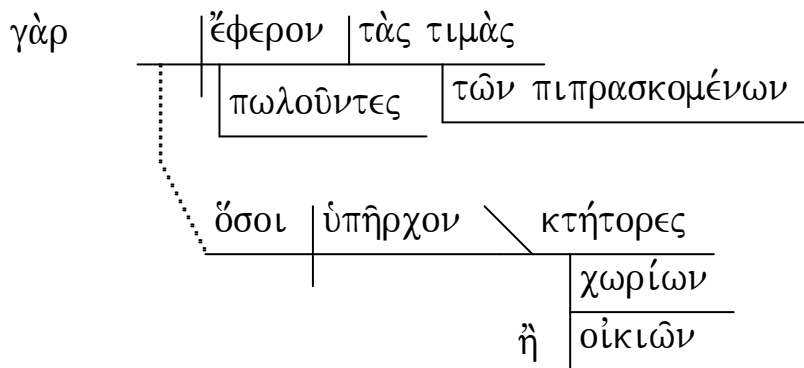 γὰρ ἔφερον τὰς τιμὰς
πωλοῦντες τῶν πιπρασκομένων
ὅσοι ὑπῆρχον κτήτορες
χωρίων
ἢ οἰκιῶν